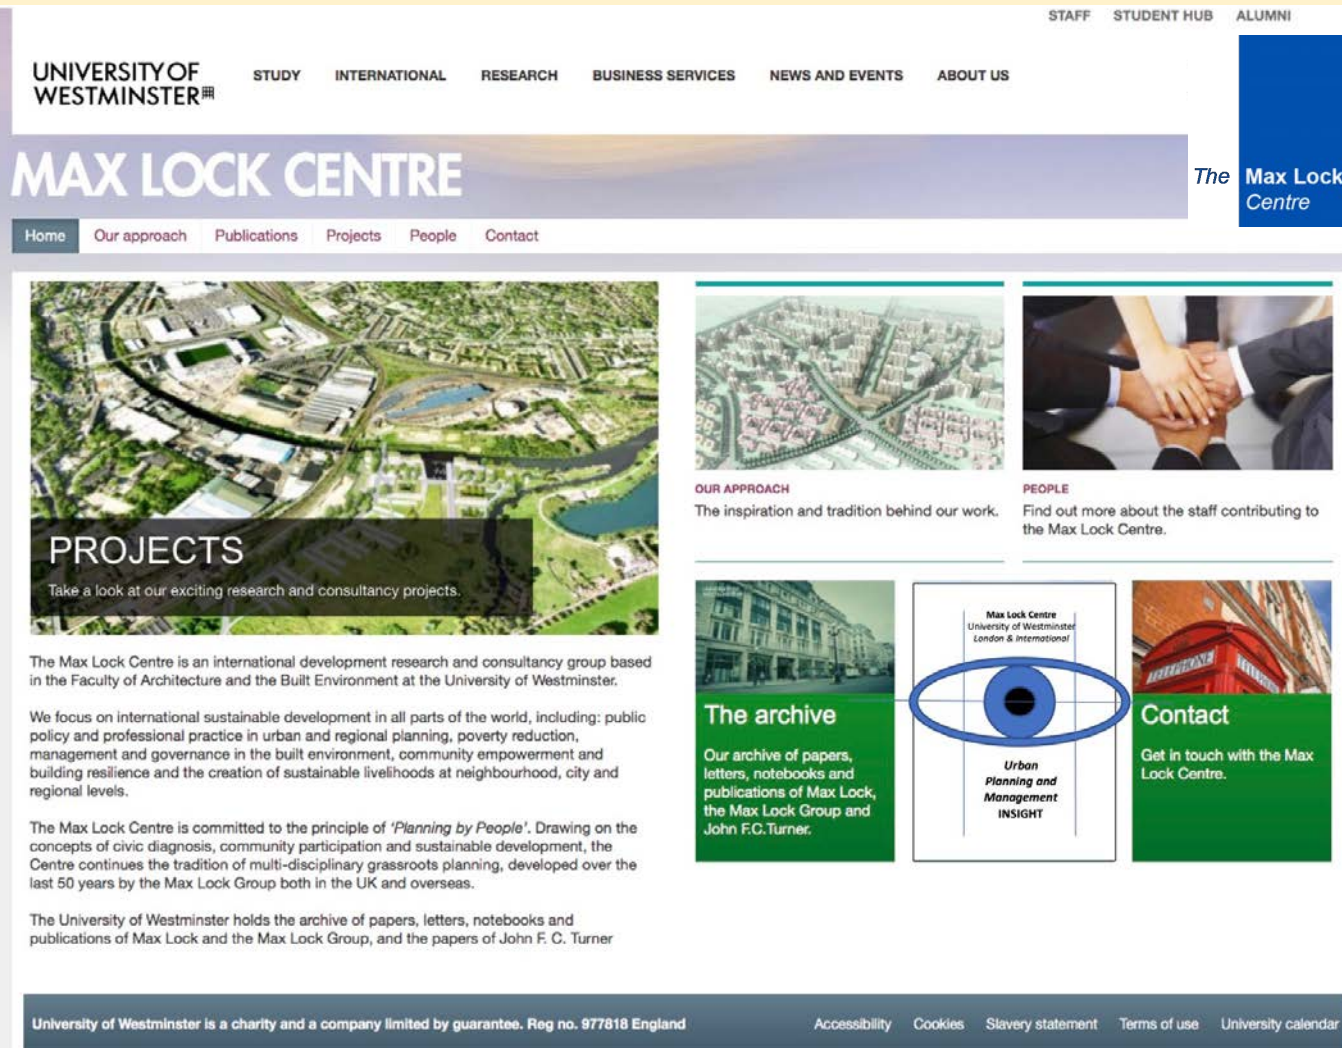 STAFF STUDENT HUB ALUMNI
UNIVERSITY OF
WESTMINSTER
STUDY INTERNATIONAL RESEARCH BUSINESS SERVICES NEWS AND EVENTS ABOUT US
MAX LOCK CENTRE
The Max Lock
Centre
Home Our approach Publications Projects People Contact
PROJECTS
Take a look at our exciting research and consultancy projects.
OUR APPROACH
The inspiration and tradition behind our work.
PEOPLE
Find out more about the staff contributing to
the Max Lock Centre.
The Max Lock Centre is an international development research and consultancy group based
in the Faculty of Architecture and the Built Environment at the University of Westminster.
We focus on international sustainable development in all parts of the world, including: public
policy and professional practice in urban and regional planning, poverty reduction,
management and governance in the built environment, community empowerment and
building resilience and the creation of sustainable livelihoods at neighbourhood, city and
regional levels.
The Max Lock Centre is committed to the principle of 'Planning by People'. Drawing on the
concepts of civic diagnosis, community participation and sustainable development, the
Centre continues the tradition of multi-disciplinary grassroots planning, developed over the
last 50 years by the Max Lock Group both in the UK and overseas.
The University of Westminster holds the archive of papers, letters, notebooks and
publications of Max Lock and the Max Lock Group, and the papers of John F. C. Turner
The archive
Our archive of papers,
letters, notebooks and
publications of Max Lock,
the Max Lock Group and
John F.C.Turner.
Max Lock Centre
University of Westminster
London & International
Urban
Planning and
Management
INSIGHT
TELEPHONE
Contact
Get in touch with the Max
Lock Centre.
University of Westminster is a charity and a company limited by guarantee. Reg no. 977818 England
Accessibility Cookies Slavery statement Terms of use University calendar